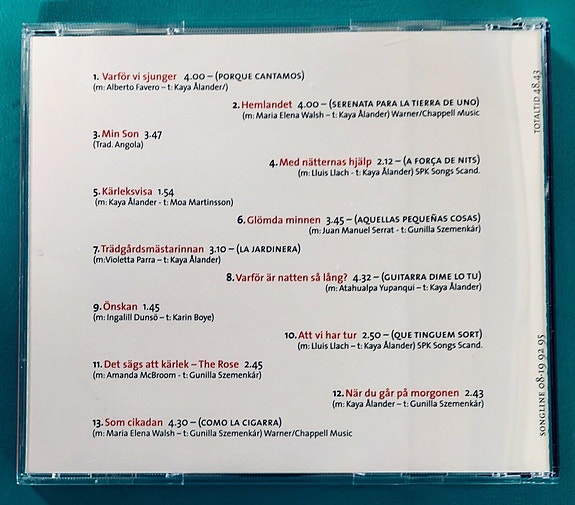 1. Varför vi sjunger 4.00 – (PORQUE CANTAMOS)
(m: Alberto Favero – t: Kaya Ålander/)
2. Hemlandet 4.00 – (SERENATA PARA LA TIERRA DE UNO)
(m: Maria Elena Walsh – t: Kaya Ålander) Warner/Chappell Music
3. Min Son 3.47
(Trad. Angola)
4. Med nätternas hjälp 2.12 – (A FORÇA DE NITS)
(m: Lluis Llach - t: Kaya Ålander) SPK Songs Scand.
5. Kärleksvisa 1.54
(m: Kaya Ålander - t: Moa Martinsson)
6. Glömda minnen 3.45 – (AQUELLAS PEQUEÑAS COSAS)
(m: Juan Manuel Serrat - t: Gunilla Szemenkár)
7. Trädgårdsmästarinnan 3.10 – (LA JARDINERA)
(m:Violetta Parra – t: Kaya Ålander)
8. Varför är natten så lång? 4.32 – (GUITARRA DIME LO TU)
(m: Atahualpa Yupanqui – t: Kaya Ålander)
9. Önskan 1.45
(m: Ingalill Dunsö – t: Karin Boye)
10. Att vi har tur 2.50 – (QUE TINGUEM SORT)
(m: Lluis Llach – t: Kaya Ålander) SPK Songs Scand.
11. Det sägs att kärlek – The Rose 2.45
(m: Amanda McBroom - t: Gunilla Szemenkár)
12. När du går på morgonen 2.43
(m: Kaya Ålander – t: Gunilla Szemenkár)
13. Som cikadan 4.30 – (COMO LA CIGARRA)
(m: Maria Elena Walsh – t: Gunilla Szemenkár) Warner/Chappell Music
SONGLINE 08-19 92 95
TOTALTID 48.43